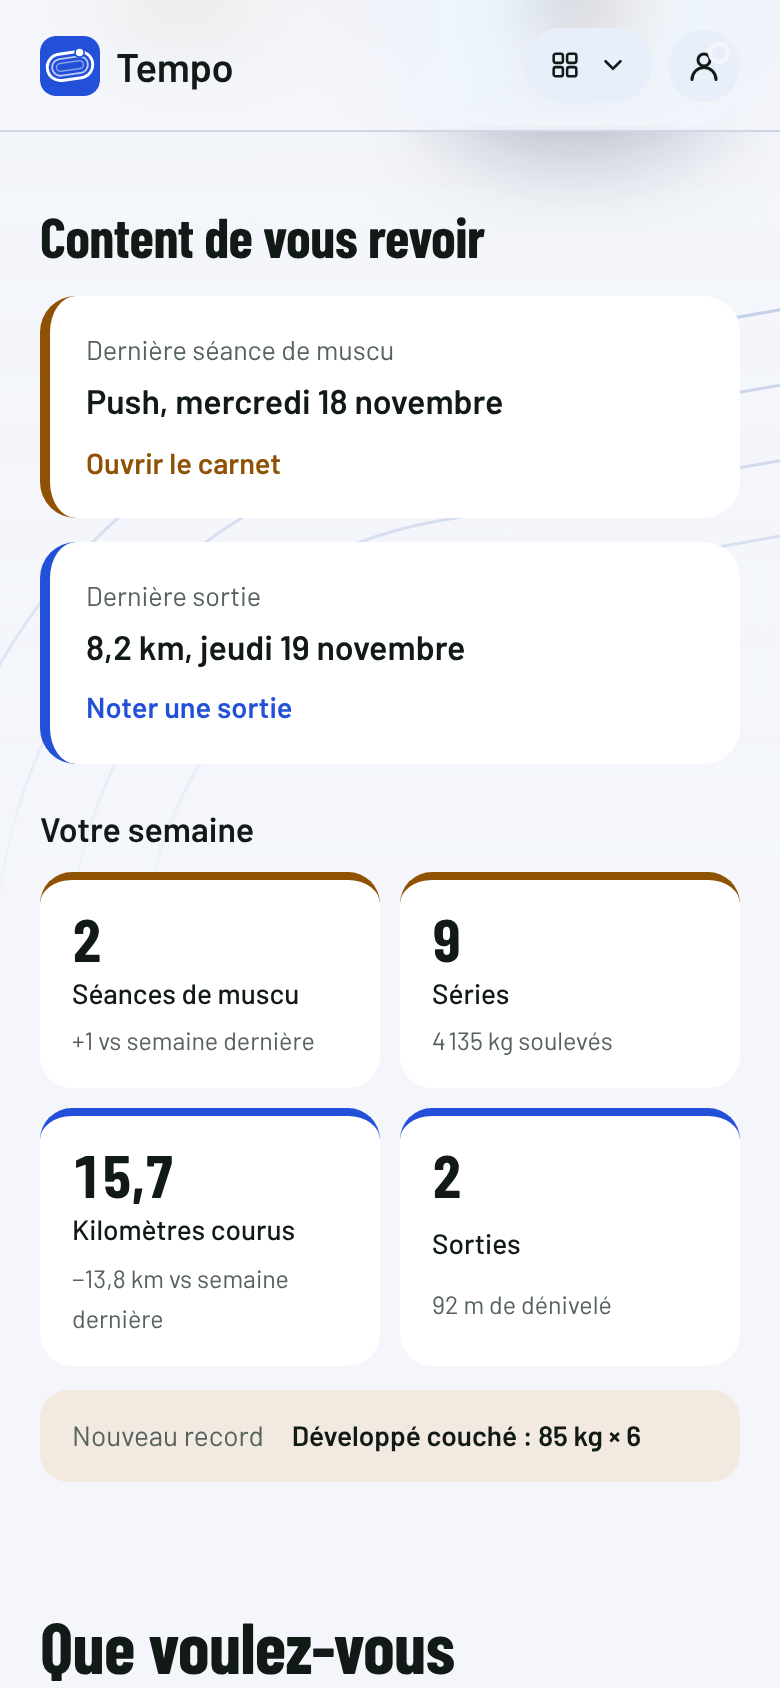 Tempo
Content de vous revoir
Dernière séance de muscu
Push, mercredi 18 novembre
Ouvrir le carnet
Dernière sortie
8,2 km, jeudi 19 novembre
Noter une sortie
Votre semaine
2
Séances de muscu
+1 vs semaine dernière
9
Séries
4 135 kg soulevés
15,7
Kilomètres courus
−13,8 km vs semaine
dernière
2
Sorties
92 m de dénivelé
Nouveau record Développé couché : 85 kg × 6
Que voulez-vous